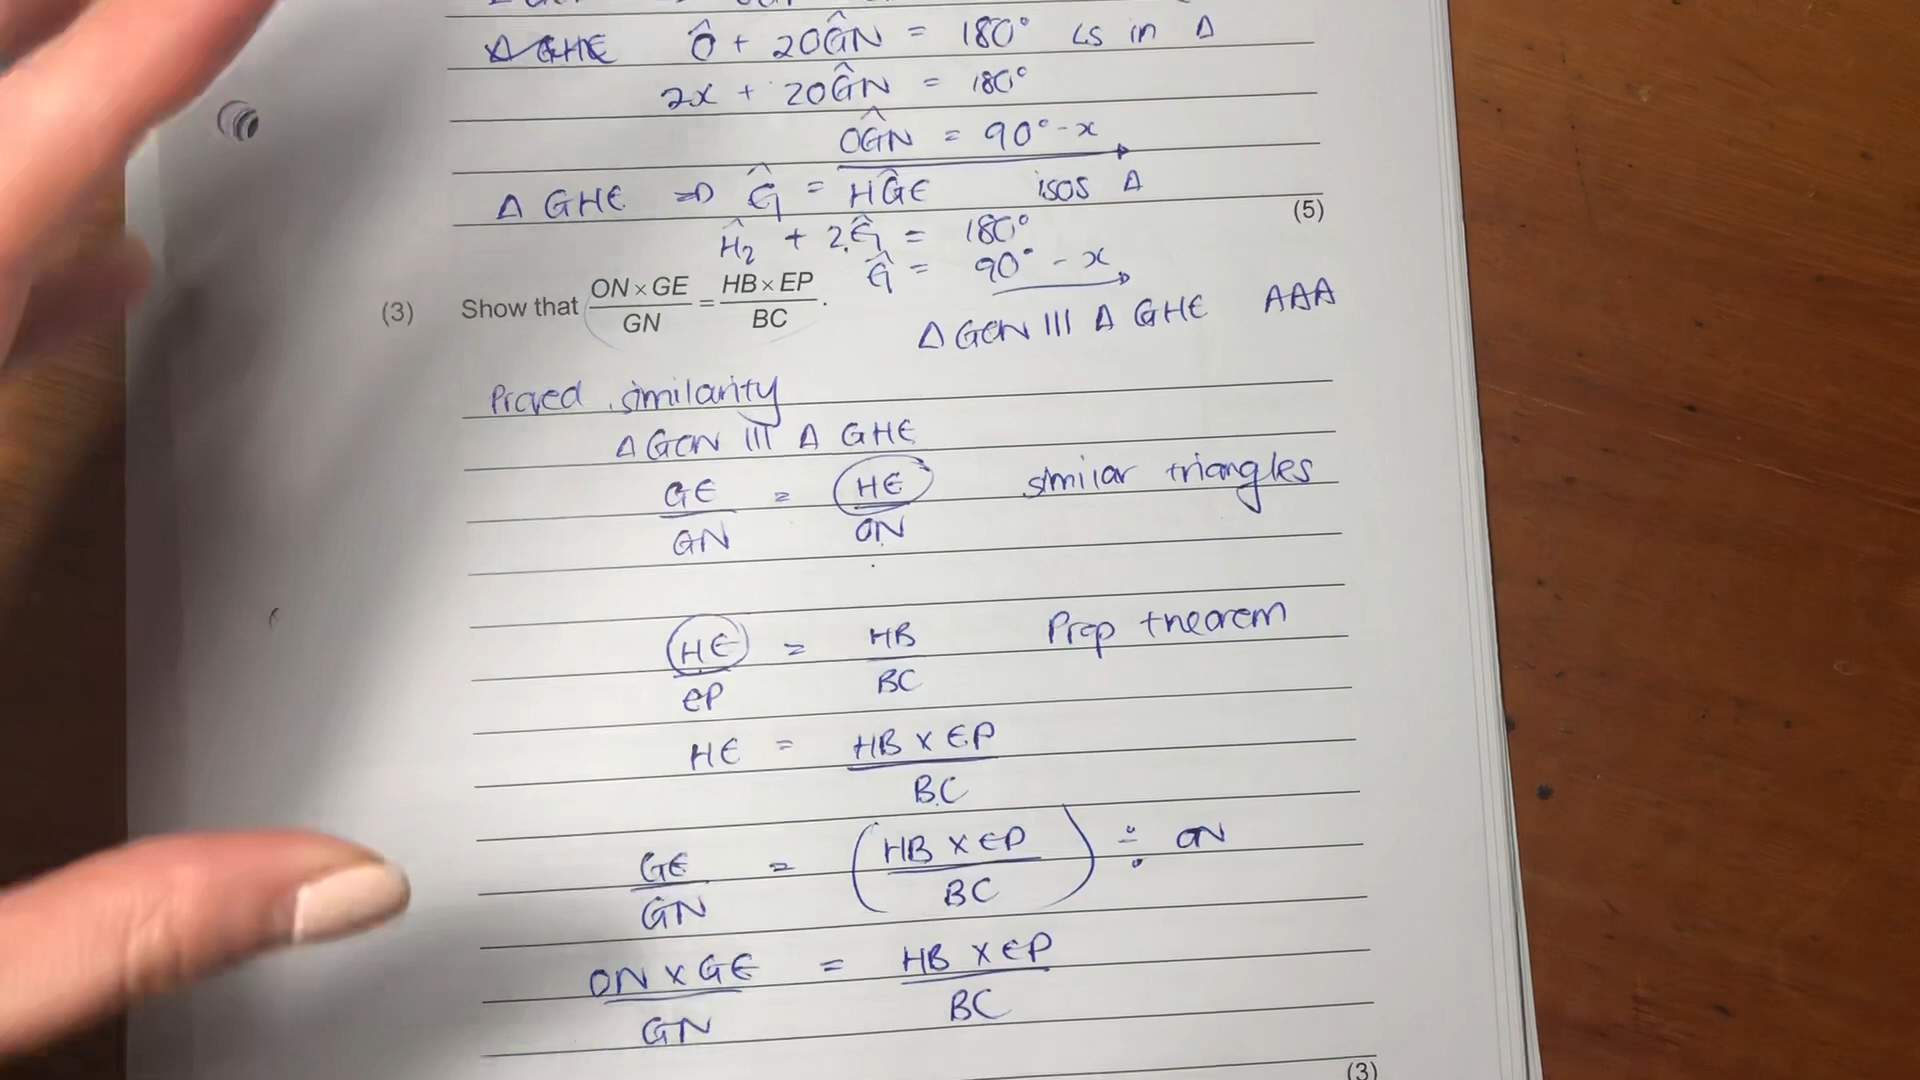 △GHE Ô + 2OĜN = 180° ∠s in △
2x + 2OĜN = 180°
OĜN = 90° - x
△ GHE ⇒ Ĝ = HĜE isos △
(5)
Ĥ₂ + 2.Ĝ = 180°
Ĝ = 90° - x
(3) Show that ON × GE / GN = HB × EP / BC .
△ GON ||| △ GHE AAA
Proved similarity
△ GON ||| △ GHE
GE / GN = HE / ON similar triangles
HE / EP = HB / BC Prop theorem
HE = HB × EP / BC
GE / GN = (HB × EP / BC) ÷ ON
ON × GE / GN = HB × EP / BC
(3)